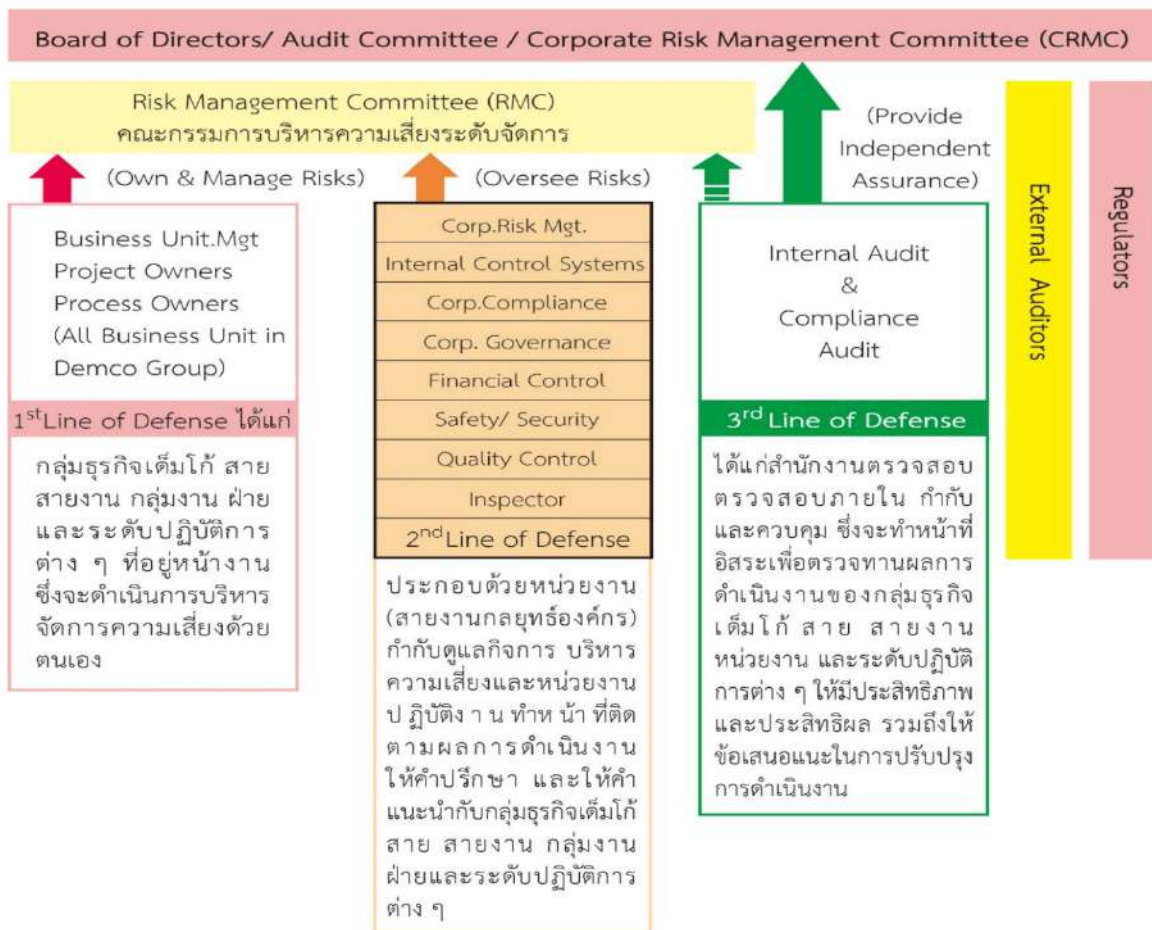 Board of Directors/ Audit Committee / Corporate Risk Management Committee (CRMC)
Risk Management Committee (RMC)
คณะกรรมการบริหารความเสี่ยงระดับจัดการ
(Own & Manage Risks)
(Oversee Risks)
(Provide
Independent
Assurance)
Business Unit.Mgt
Project Owners
Process Owners
(All Business Unit in
Demco Group)
1st Line of Defense ได้แก่
กลุ่มธุรกิจเด็มโก้ สาย
สายงาน กลุ่มงาน ฝ่าย
และระดับปฏิบัติการ
ต่าง ๆ ที่อยู่หน้างาน
ซึ่งจะดำเนินการบริหาร
จัดการความเสี่ยงด้วย
ตนเอง
Corp.Risk Mgt.
Internal Control Systems
Corp.Compliance
Corp. Governance
Financial Control
Safety/ Security
Quality Control
Inspector
2nd Line of Defense
ประกอบด้วยหน่วยงาน
(สายงานกลยุทธ์องค์กร)
กำกับดูแลกิจการ บริหาร
ความเสี่ยงและหน่วยงาน
ปฏิบัติงาน ทำหน้าที่ติด
ตามผลการดำเนินงาน
ให้คำปรึกษา และให้คำ
แนะนำกับกลุ่มธุรกิจเด็มโก้
สาย สายงาน กลุ่มงาน
ฝ่ายและระดับปฏิบัติการ
ต่าง ๆ
Internal Audit
&
Compliance
Audit
3rd Line of Defense
ได้แก่สำนักงานตรวจสอบ
ตรวจสอบภายใน กำกับ
และควบคุม ซึ่งจะทำหน้าที่
อิสระเพื่อตรวจทานผลการ
ดำเนินงานของกลุ่มธุรกิจ
เด็มโก้ สาย สายงาน
หน่วยงาน และระดับปฏิบัติ
การต่าง ๆ ให้มีประสิทธิภาพ
และประสิทธิผล รวมถึงให้
ข้อเสนอแนะในการปรับปรุง
การดำเนินงาน
External Auditors
Regulators